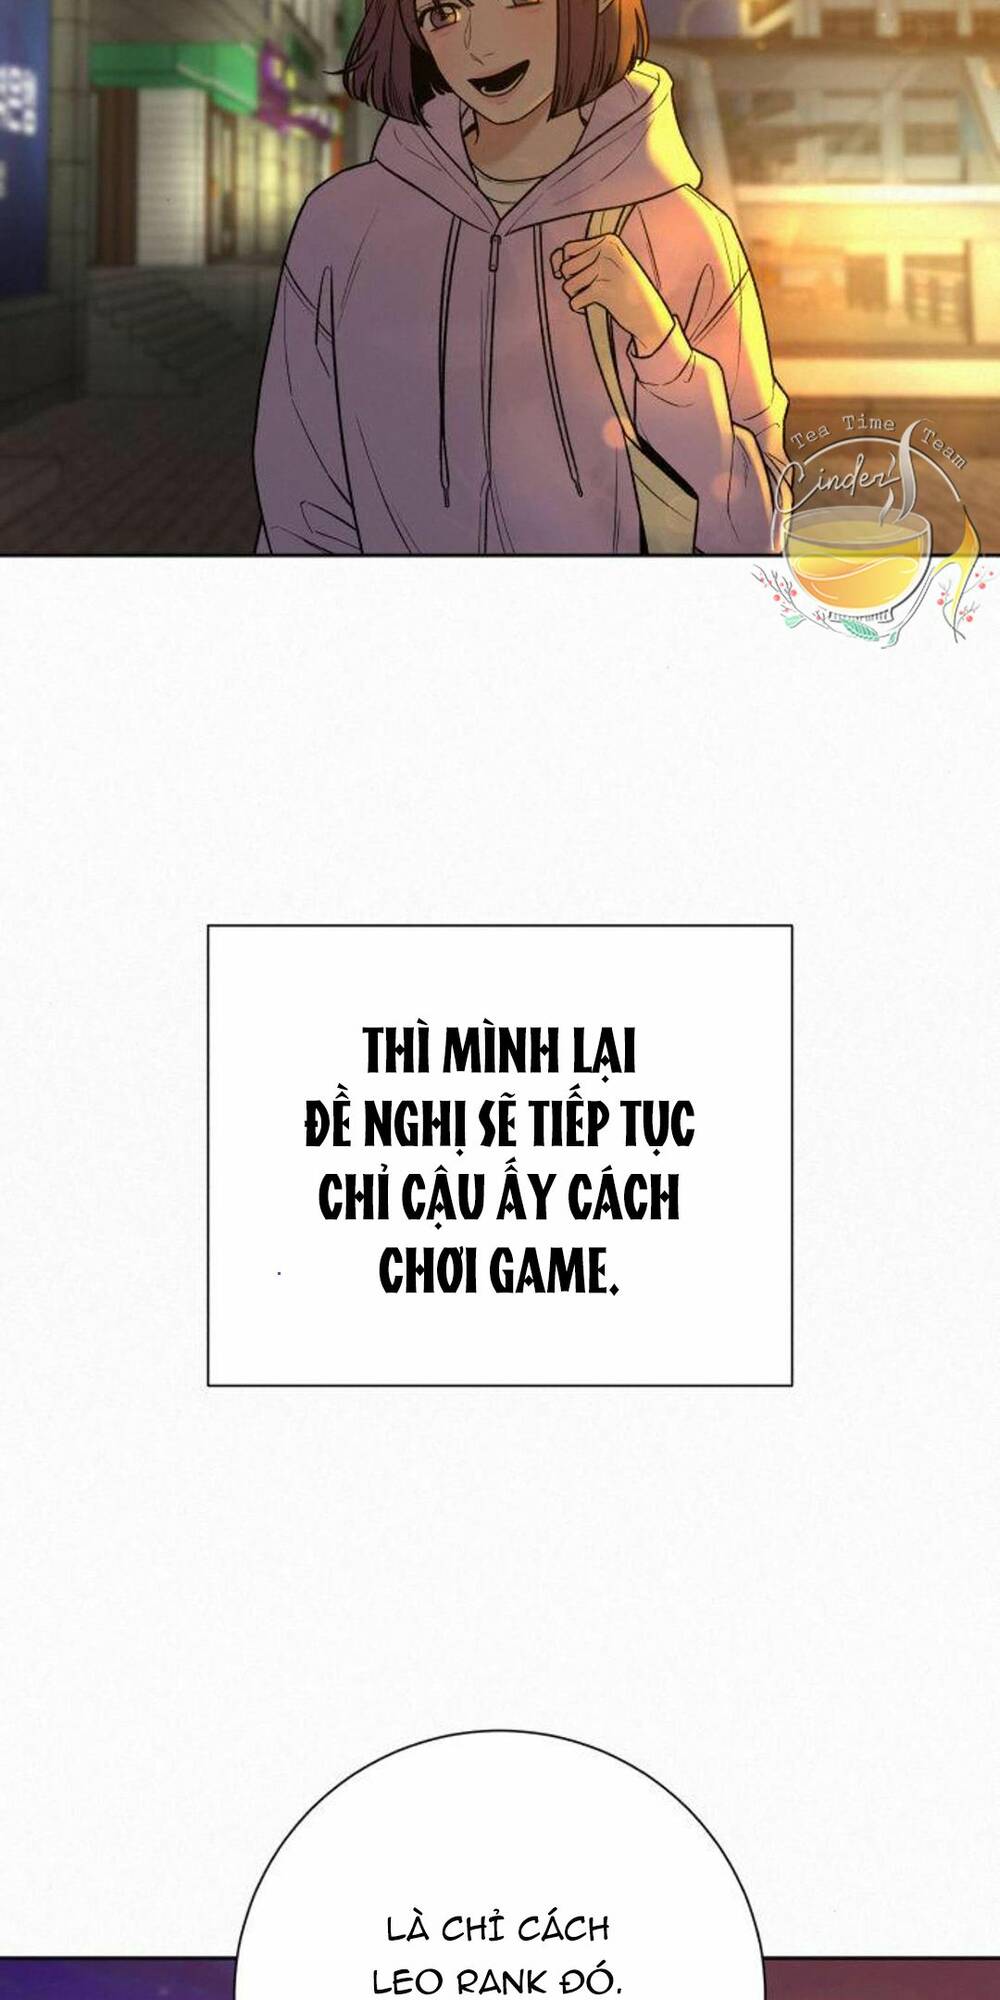 Tea Time Team
Cinder's
THÌ MÌNH LẠI
ĐỀ NGHỊ SẼ TIẾP TỤC
CHỈ CẬU ẤY CÁCH
CHƠI GAME.
LÀ CHỈ CÁCH
LEO RANK ĐÓ.